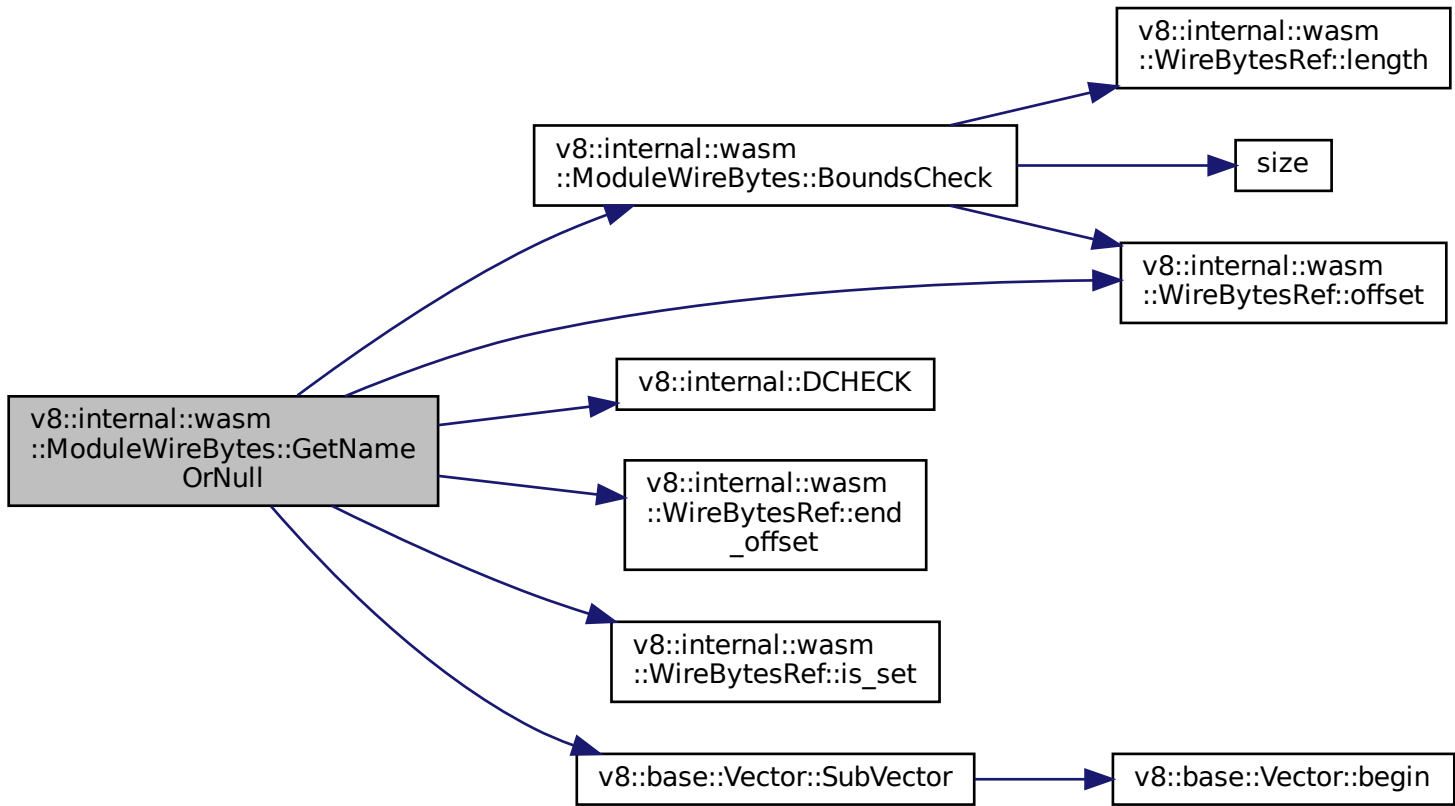 v8::internal::wasm
::WireBytesRef::length
v8::internal::wasm
::ModuleWireBytes::BoundsCheck
size
v8::internal::wasm
::WireBytesRef::offset
v8::internal::DCHECK
v8::internal::wasm
::ModuleWireBytes::GetName
OrNull
v8::internal::wasm
::WireBytesRef::end
_offset
v8::internal::wasm
::WireBytesRef::is_set
v8::base::Vector::SubVector
v8::base::Vector::begin